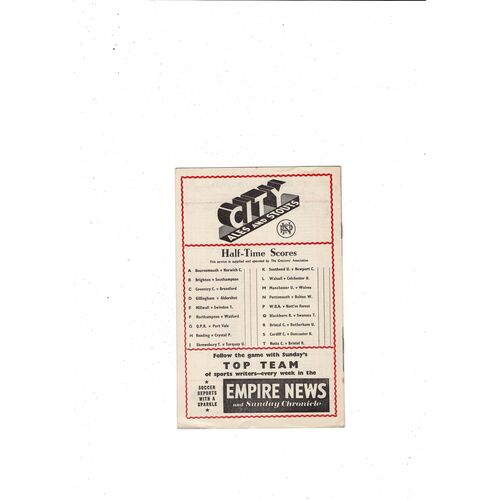 CITY
ALES AND STOUTS
Half-Time Scores
This service is supplied and operated by The Grocers' Association
A Bournemouth v Norwich C.
B Brighton v Southampton
C Coventry C. v Brentford
D Gillingham v Aldershot
E Millwall v Swindon T.
F Northampton v Watford
G Q.P.R. v Port Vale
H Reading v Crystal P.
J Shrewsbury T. v Torquay U.
K Southend U. v Newport C.
L Walsall v Colchester U.
M Manchester U. v Wolves
N Portsmouth v Bolton W.
P W.B.A. v Nott'm Forest
Q Blackburn R. v Swansea T.
R Bristol C. v Rotherham U.
S Cardiff C. v Doncaster R.
T Notts C. v Bristol R.
Follow the game with Sunday's
TOP TEAM
of sports writers—every week in the
SOCCER
REPORTS
WITH A
SPARKLE
EMPIRE NEWS
and Sunday Chronicle